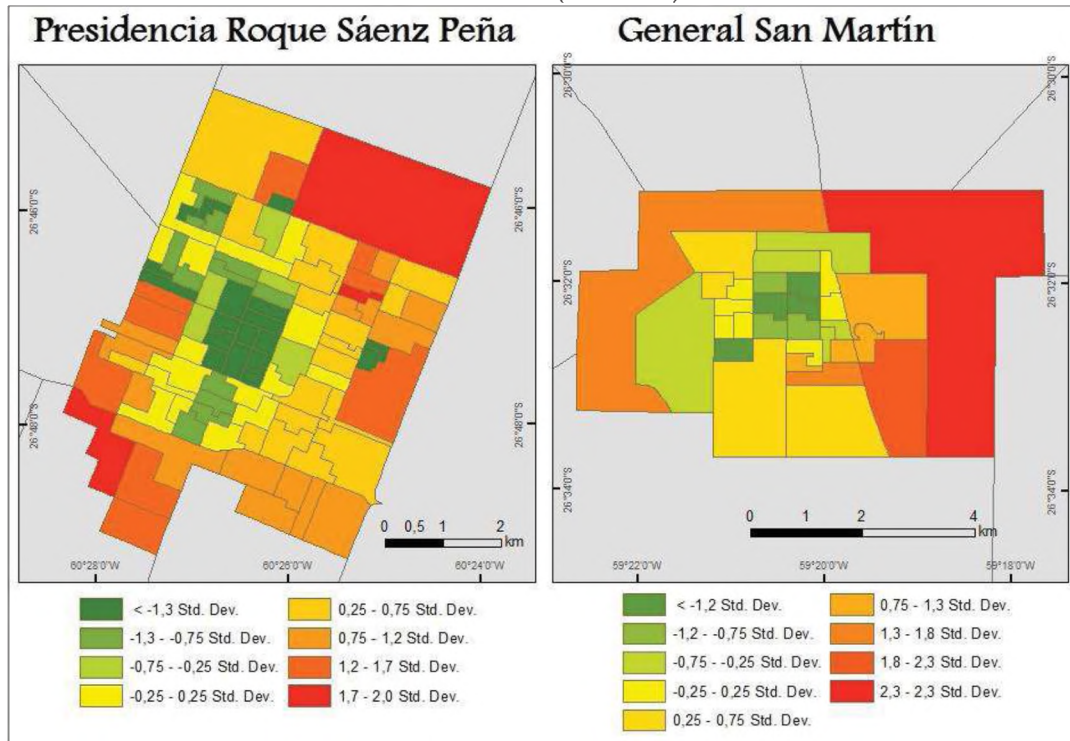 Presidencia Roque Sáenz Peña
General San Martín
26°30'0"S
26°30'0"S
26°46'0"S
26°46'0"S
26°32'0"S
26°32'0"S
26°48'0"S
26°48'0"S
26°34'0"S
26°34'0"S
0 0,5 1 2
km
0 2 4
km
60°28'0"W 60°26'0"W 60°24'0"W
59°22'0"W 59°20'0"W 59°18'0"W
< -1,3 Std. Dev.
-1,3 - -0,75 Std. Dev.
-0,75 - -0,25 Std. Dev.
-0,25 - 0,25 Std. Dev.
0,25 - 0,75 Std. Dev.
0,75 - 1,2 Std. Dev.
1,2 - 1,7 Std. Dev.
1,7 - 2,0 Std. Dev.
< -1,2 Std. Dev.
-1,2 - -0,75 Std. Dev.
-0,75 - -0,25 Std. Dev.
-0,25 - 0,25 Std. Dev.
0,25 - 0,75 Std. Dev.
0,75 - 1,3 Std. Dev.
1,3 - 1,8 Std. Dev.
1,8 - 2,3 Std. Dev.
2,3 - 2,3 Std. Dev.